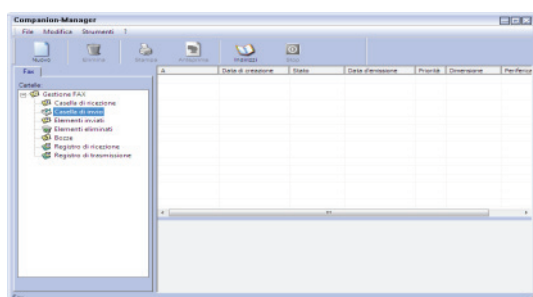 Companion-Manager
File Modifica Strumenti ?
Nuovo Elimina Stampa Anteprima Indirizzi Stop
Fax
A Data di creazione Stato Data d'emissione Priorità Dimensione Periferica
Cartelle
Gestione FAX
Casella di ricezione
Casella di invio
Elementi inviati
Elementi eliminati
Bozze
Registro di ricezione
Registro di trasmissione